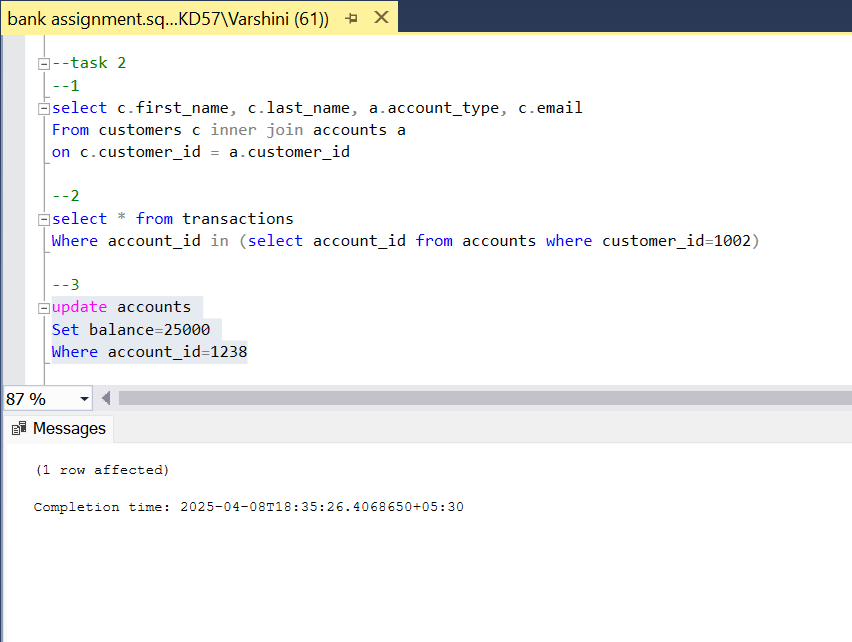 bank assignment.sq...KD57\Varshini (61))
--task 2
--1
select c.first_name, c.last_name, a.account_type, c.email
From customers c inner join accounts a
on c.customer_id = a.customer_id
--2
select * from transactions
Where account_id in (select account_id from accounts where customer_id=1002)
--3
update accounts
Set balance=25000
Where account_id=1238
87 %
Messages
(1 row affected)
Completion time: 2025-04-08T18:35:26.4068650+05:30